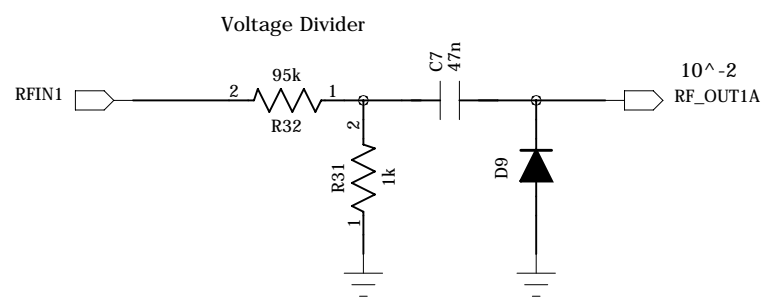 Voltage Divider
95k
C7
47n
10^-2
RFIN1
2
1
RF_OUT1A
R32
2
R31
1k
D9
1